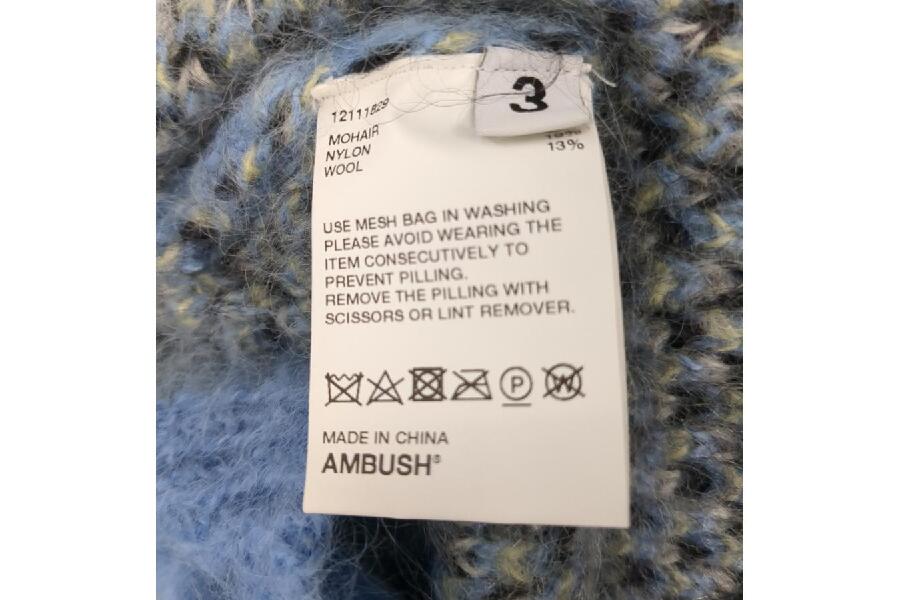 3
12111829
MOHAIR
NYLON
WOOL 13%
USE MESH BAG IN WASHING
PLEASE AVOID WEARING THE
ITEM CONSECUTIVELY TO
PREVENT PILLING.
REMOVE THE PILLING WITH
SCISSORS OR LINT REMOVER.
P W
MADE IN CHINA
AMBUSH®